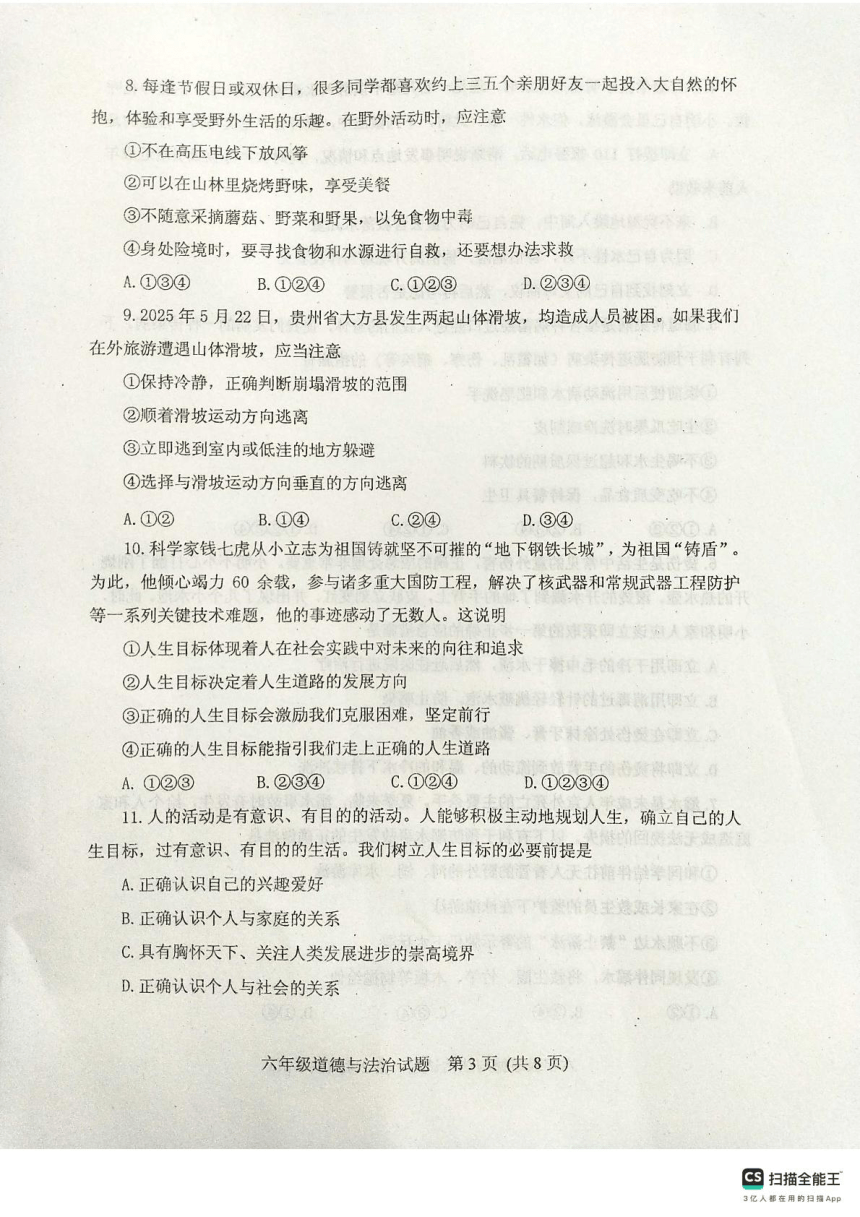 8.每逢节假日或双休日，很多同学都喜欢约上三五个亲朋好友一起投入大自然的怀
抱，体验和享受野外生活的乐趣。在野外活动时，应注意
①不在高压电线下放风筝
②可以在山林里烧烤野味，享受美餐
③不随意采摘蘑菇、野菜和野果，以免食物中毒
④身处险境时，要寻找食物和水源进行自救，还要想办法求救
A.①③④ B.①②④ C.①②③ D.②③④
9.2025年5月22日，贵州省大方县发生两起山体滑坡，均造成人员被困。如果我们
在外旅游遭遇山体滑坡，应当注意
①保持冷静，正确判断崩塌滑坡的范围
②顺着滑坡运动方向逃离
③立即逃到室内或低洼的地方躲避
④选择与滑坡运动方向垂直的方向逃离
A.①② B.①④ C.②④ D.③④
10.科学家钱七虎从小立志为祖国铸就坚不可摧的“地下钢铁长城”，为祖国“铸盾”。
为此，他倾心竭力 60 余载，参与诸多重大国防工程，解决了核武器和常规武器工程防护
等一系列关键技术难题，他的事迹感动了无数人。这说明
①人生目标体现着人在社会实践中对未来的向往和追求
②人生目标决定着人生道路的发展方向
③正确的人生目标会激励我们克服困难，坚定前行
④正确的人生目标能指引我们走上正确的人生道路
A. ①②③ B.②③④ C.①②④ D.①②③④
11.人的活动是有意识、有目的的活动。人能够积极主动地规划人生，确立自己的人
生目标，过有意识、有目的的生活。我们树立人生目标的必要前提是
A.正确认识自己的兴趣爱好
B.正确认识个人与家庭的关系
C.具有胸怀天下、关注人类发展进步的崇高境界
D.正确认识个人与社会的关系
六年级道德与法治试题 第3页 (共8页)
CS 扫描全能王
3亿人都在用的扫描App